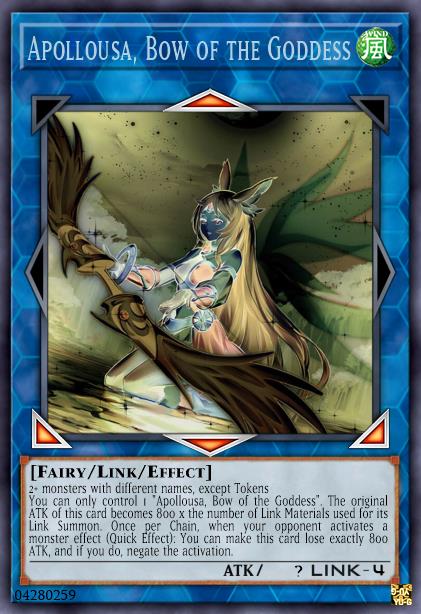 APOLLOUSA, BOW OF THE GODDESS
WIND
風
[FAIRY/LINK/EFFECT]
2+ monsters with different names, except Tokens
You can only control 1 "Apollousa, Bow of the Goddess". The original
ATK of this card becomes 800 x the number of Link Materials used for its
Link Summon. Once per Chain, when your opponent activates a
monster effect (Quick Effect): You can make this card lose exactly 800
ATK, and if you do, negate the activation.
ATK/ ? LINK-4
04280259